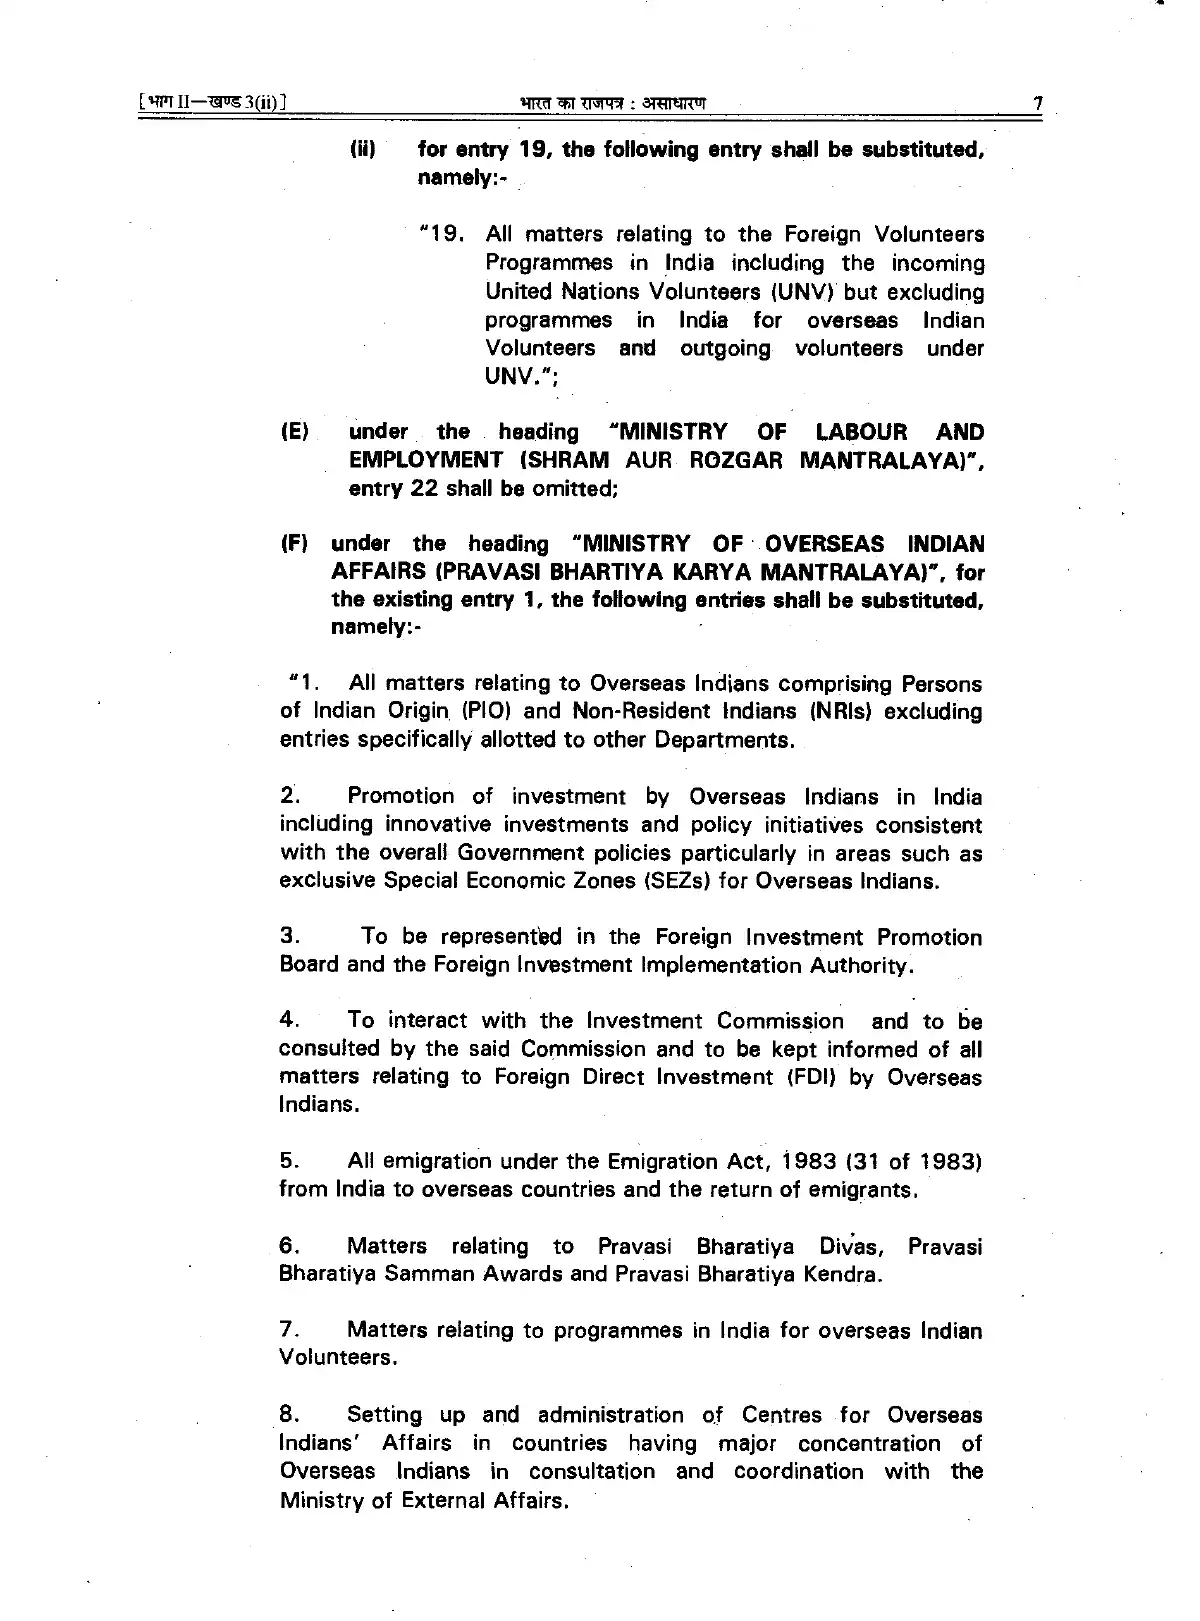 [भाग II—खण्ड 3(ii)]
भारत का राजपत्र : असाधारण
7
(ii) for entry 19, the following entry shall be substituted,
namely:-
"19. All matters relating to the Foreign Volunteers
Programmes in India including the incoming
United Nations Volunteers (UNV) but excluding
programmes in India for overseas Indian
Volunteers and outgoing volunteers under
UNV.";
(E) under the heading "MINISTRY OF LABOUR AND
EMPLOYMENT (SHRAM AUR ROZGAR MANTRALAYA)",
entry 22 shall be omitted;
(F) under the heading "MINISTRY OF OVERSEAS INDIAN
AFFAIRS (PRAVASI BHARTIYA KARYA MANTRALAYA)", for
the existing entry 1, the following entries shall be substituted,
namely:-
"1. All matters relating to Overseas Indians comprising Persons
of Indian Origin (PIO) and Non-Resident Indians (NRIs) excluding
entries specifically allotted to other Departments.
2. Promotion of investment by Overseas Indians in India
including innovative investments and policy initiatives consistent
with the overall Government policies particularly in areas such as
exclusive Special Economic Zones (SEZs) for Overseas Indians.
3. To be represented in the Foreign Investment Promotion
Board and the Foreign Investment Implementation Authority.
4. To interact with the Investment Commission and to be
consulted by the said Commission and to be kept informed of all
matters relating to Foreign Direct Investment (FDI) by Overseas
Indians.
5. All emigration under the Emigration Act, 1983 (31 of 1983)
from India to overseas countries and the return of emigrants.
6. Matters relating to Pravasi Bharatiya Divas, Pravasi
Bharatiya Samman Awards and Pravasi Bharatiya Kendra.
7. Matters relating to programmes in India for overseas Indian
Volunteers.
8. Setting up and administration of Centres for Overseas
Indians' Affairs in countries having major concentration of
Overseas Indians in consultation and coordination with the
Ministry of External Affairs.